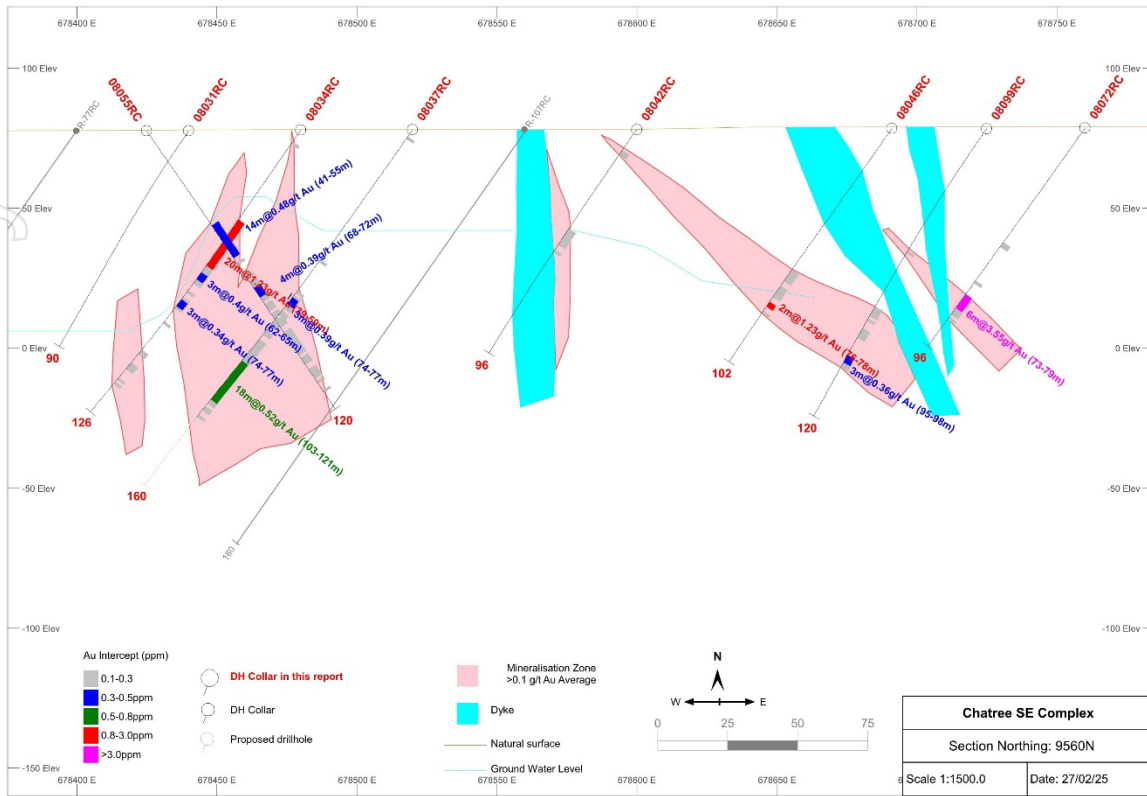 678400 E 678450 E 678500 E 678550 E 678600 E 678650 E 678700 E 678750 E
100 Elev 100 Elev
R-77RC
08055RC
08031RC
08034RC
08037RC
R-107RC
08042RC
08046RC
08099RC
08072RC
50 Elev 50 Elev
14m@0.48g/t Au (41-55m)
4m@0.39g/t Au (68-72m)
20m@1.23g/t Au (39-59m)
3m@0.4g/t Au (62-65m)
3m@0.39g/t Au (74-77m)
3m@0.34g/t Au (74-77m)
18m@0.52g/t Au (103-121m)
2m@1.23g/t Au (76-78m)
3m@0.36g/t Au (95-98m)
6m@3.55g/t Au (73-79m)
0 Elev 0 Elev
90
126
160
120
180
96
102
120
96
-50 Elev -50 Elev
-100 Elev -100 Elev
-150 Elev
Au Intercept (ppm)
0.1-0.3
0.3-0.5ppm
0.5-0.8ppm
0.8-3.0ppm
>3.0ppm
DH Collar in this report
DH Collar
Proposed drillhole
Mineralisation Zone
>0.1 g/t Au Average
Dyke
Natural surface
Ground Water Level
N
W E
0 25 50 75
Chatree SE Complex
Section Northing: 9560N
Scale 1:1500.0 Date: 27/02/25
678400 E 678450 E 678500 E 678550 E 678600 E 678650 E